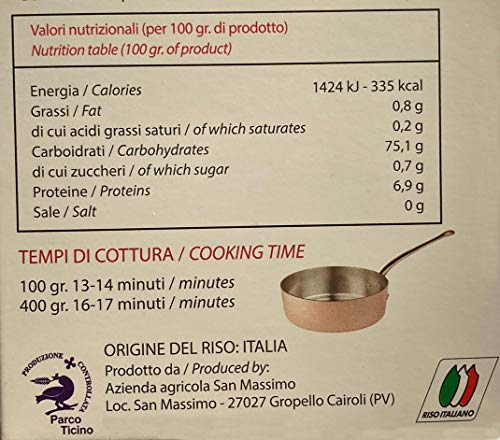 Valori nutrizionali (per 100 gr. di prodotto)
Nutrition table (100 gr. of product)
Energia / Calories 1424 kJ - 335 kcal
Grassi / Fat 0,8 g
di cui acidi grassi saturi / of which saturates 0,2 g
Carboidrati / Carbohydrates 75,1 g
di cui zuccheri / of which sugar 0,7 g
Proteine / Proteins 6,9 g
Sale / Salt 0 g
TEMPI DI COTTURA / COOKING TIME
100 gr. 13-14 minuti / minutes
400 gr. 16-17 minuti / minutes
PRODUZIONE CONTROLLATA
Parco
Ticino
ORIGINE DEL RISO: ITALIA
Prodotto da / Produced by:
Azienda agricola San Massimo
Loc. San Massimo - 27027 Gropello Cairoli (PV)
RISO ITALIANO